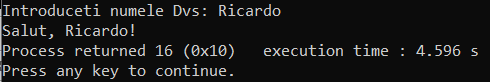 Introduceti numele Dvs: Ricardo
Salut, Ricardo!
Process returned 16 (0x10)   execution time : 4.596 s
Press any key to continue.